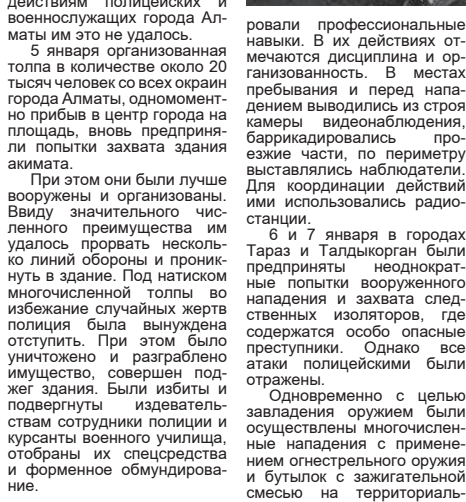 действиям полицейских и
военнослужащих города Ал-
маты им это не удалось.
5 января организованная
толпа в количестве около 20
тысяч человек со всех окраин
города Алматы, одномомент-
но прибыв в центр города на
площадь, вновь предприня-
ли попытки захвата здания
акимата.
При этом они были лучше
вооружены и организованы.
Ввиду значительного чис-
ленного преимущества им
удалось прорвать несколь-
ко линий обороны и проник-
нуть в здание. Под натиском
многочисленной толпы во
избежание случайных жертв
полиция была вынуждена
отступить. При этом было
уничтожено и разграблено
имущество, совершен под-
жег здания. Были избиты и
подвергнуты издеватель-
ствам сотрудники полиции и
курсанты военного училища,
отобраны их спецсредства
и форменное обмундирова-
ние.
ровали профессиональные
навыки. В их действиях от-
мечаются дисциплина и ор-
ганизованность. В местах
пребывания и перед напа-
дением выводились из строя
камеры видеонаблюдения,
баррикадировались про-
езжие части, по периметру
выставлялись наблюдатели.
Для координации действий
ими использовались радио-
станции.
6 и 7 января в городах
Тараз и Талдыкорган были
предприняты неоднократ-
ные попытки вооруженного
нападения и захвата след-
ственных изоляторов, где
содержатся особо опасные
преступники. Однако все
атаки полицейскими были
отражены.
Одновременно с целью
завладения оружием были
осуществлены многочислен-
ные нападения с примене-
нием огнестрельного оружия
и бутылок с зажигательной
смесью на территориаль-